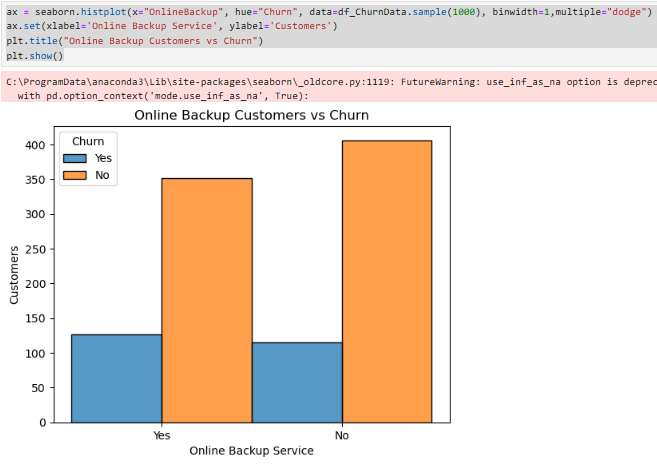 ax = seaborn.histplot(x="OnlineBackup", hue="Churn", data=df_ChurnData.sample(1000), binwidth=1,multiple="dodge")
ax.set(xlabel='Online Backup Service', ylabel='Customers')
plt.title("Online Backup Customers vs Churn")
plt.show()
C:\ProgramData\anaconda3\Lib\site-packages\seaborn\_oldcore.py:1119: FutureWarning: use_inf_as_na option is deprec
with pd.option_context('mode.use_inf_as_na', True):
Online Backup Customers vs Churn
Churn
Yes
No
400
350
300
250
200
150
100
50
0
Customers
Yes No
Online Backup Service